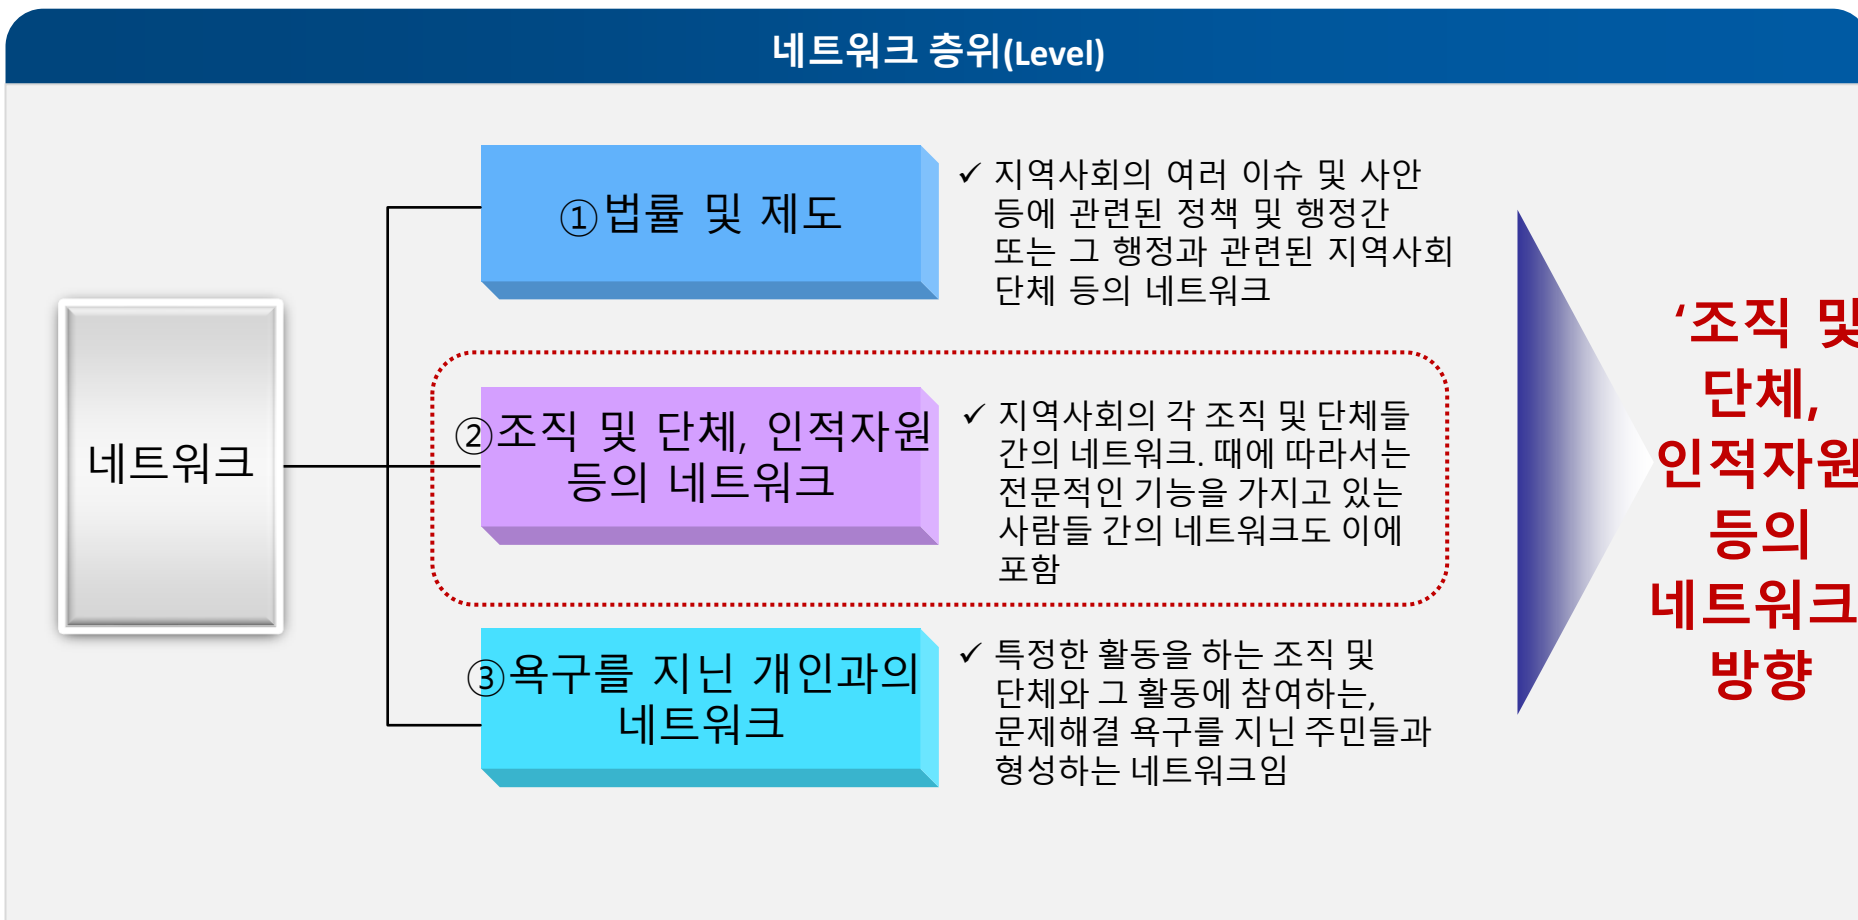 네트워크 층위(Level)
네트워크
①법률 및 제도
✓ 지역사회의 여러 이슈 및 사안
등에 관련된 정책 및 행정간
또는 그 행정과 관련된 지역사회
단체 등의 네트워크
②조직 및 단체, 인적자원
등의 네트워크
✓ 지역사회의 각 조직 및 단체들
간의 네트워크. 때에 따라서는
전문적인 기능을 가지고 있는
사람들 간의 네트워크도 이에
포함
③욕구를 지닌 개인과의
네트워크
✓ 특정한 활동을 하는 조직 및
단체와 그 활동에 참여하는,
문제해결 욕구를 지닌 주민들과
형성하는 네트워크임
‘조직 및
단체,
인적자원
등의
네트워크
방향